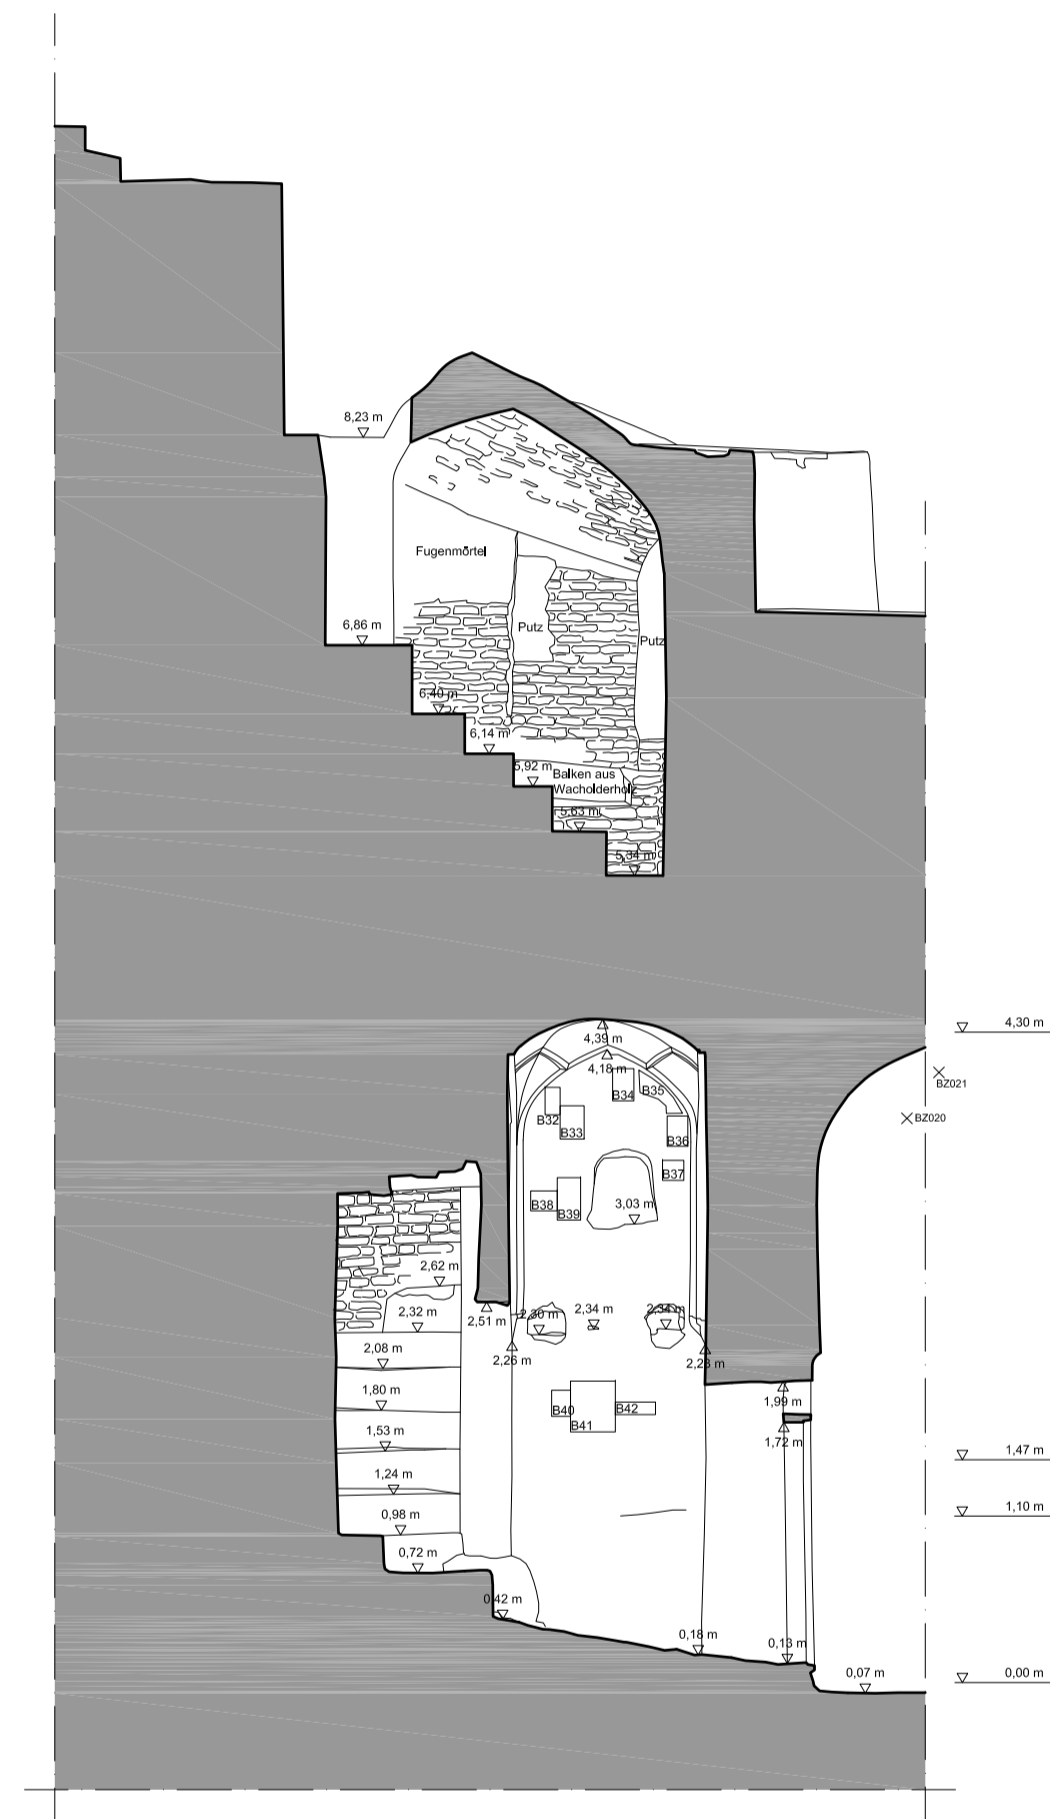 8,23 m
Fugenmörtel
6,86 m
Putz
Putz
6,40 m
6,14 m
5,92 m
Balken aus
Wacholderholz
5,63 m
5,34 m
4,30 m
4,39 m
4,18 m
BZ021
BZ020
B34
B35
B32
B33
B36
B37
B38
B39
3,03 m
2,62 m
2,32 m
2,51 m
2,30 m
2,34 m
2,34 m
2,26 m
2,23 m
2,08 m
1,80 m
B40
B41
B42
1,99 m
1,53 m
1,72 m
1,47 m
1,24 m
1,10 m
0,98 m
0,72 m
0,42 m
0,18 m
0,13 m
0,07 m
0,00 m